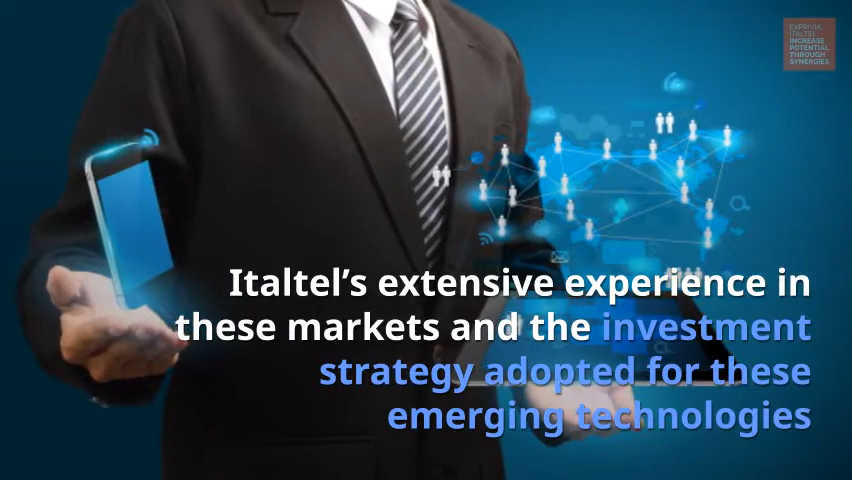 EXPRIVIA
ITALTEL
INCREASE
POTENTIAL
THROUGH
SYNERGIES
Italtel’s extensive experience in
these markets and the investment
strategy adopted for these
emerging technologies